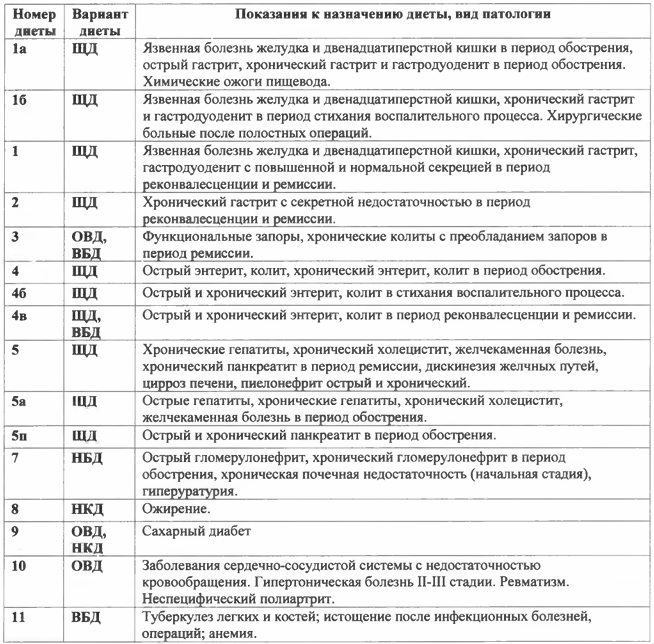 Номер диеты Вариант диеты Показания к назначению диеты, вид патологии
1а ЩД Язвенная болезнь желудка и двенадцатиперстной кишки в период обострения,
острый гастрит, хронический гастрит и гастродуоденит в период обострения.
Химические ожоги пищевода.
1б ЩД Язвенная болезнь желудка и двенадцатиперстной кишки, хронический гастрит
и гастродуоденит в период стихания воспалительного процесса. Хирургические
больные после полостных операций.
1 ЩД Язвенная болезнь желудка и двенадцатиперстной кишки, хронический гастрит,
гастродуоденит с повышенной и нормальной секрецией в период
реконвалесценции и ремиссии.
2 ЩД Хронический гастрит с секретной недостаточностью в период
реконвалесценции и ремиссии.
3 ОВД, Функциональные запоры, хронические колиты с преобладанием запоров в
ВБД период ремиссии.
4 ЩД Острый энтерит, колит, хронический энтерит, колит в период обострения.
4б ЩД Острый и хронический энтерит, колит в стихания воспалительного процесса.
4в ЩД, Острый и хронический энтерит, колит в период реконвалесценции и ремиссии.
ВБД
5 ЩД Хронические гепатиты, хронический холецистит, желчекаменная болезнь,
хронический панкреатит в период ремиссии, дискинезия желчных путей,
цирроз печени, пиелонефрит острый и хронический.
5а ЩД Острые гепатиты, хронические гепатиты, хронический холецистит,
желчекаменная болезнь в период обострения.
5п ЩД Острый и хронический панкреатит в период обострения.
7 НБД Острый гломерулонефрит, хронический гломерулонефрит в период
обострения, хроническая почечная недостаточность (начальная стадия),
гиперуратурия.
8 НКД Ожирение.
9 ОВД, Сахарный диабет
НКД
10 ОВД Заболевания сердечно-сосудистой системы с недостаточностью
кровообращения. Гипертоническая болезнь II-III стадии. Ревматизм.
Неспецифический полиартрит.
11 ВБД Туберкулез легких и костей; истощение после инфекционных болезней,
операций; анемия.